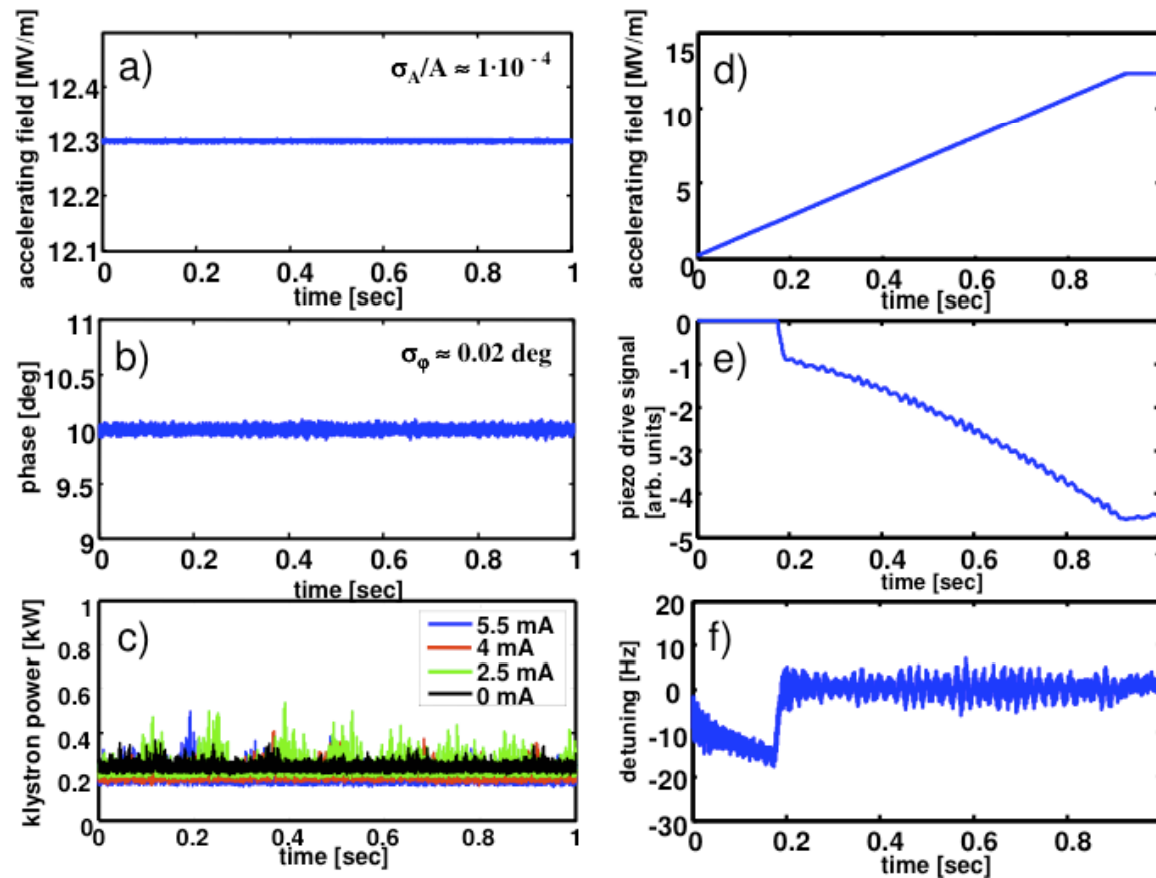 a)
σ_A/A ≈ 1·10⁻⁴
accelerating field [MV/m]
12.4
12.3
12.2
12.1
0 0.2 0.4 0.6 0.8 1
time [sec]
b)
σ_φ ≈ 0.02 deg
phase [deg]
11
10.5
10
9.5
9
0 0.2 0.4 0.6 0.8 1
time [sec]
c)
klystron power [kW]
1
0.8
0.6
0.4
0.2
0
5.5 mA
4 mA
2.5 mA
0 mA
0 0.2 0.4 0.6 0.8 1
time [sec]
d)
accelerating field [MV/m]
15
10
5
0
0 0.2 0.4 0.6 0.8 1
time [sec]
e)
piezo drive signal
[arb. units]
0
-1
-2
-3
-4
-5
0 0.2 0.4 0.6 0.8 1
time [sec]
f)
detuning [Hz]
20
10
0
-10
-20
-30
0 0.2 0.4 0.6 0.8 1
time [sec]